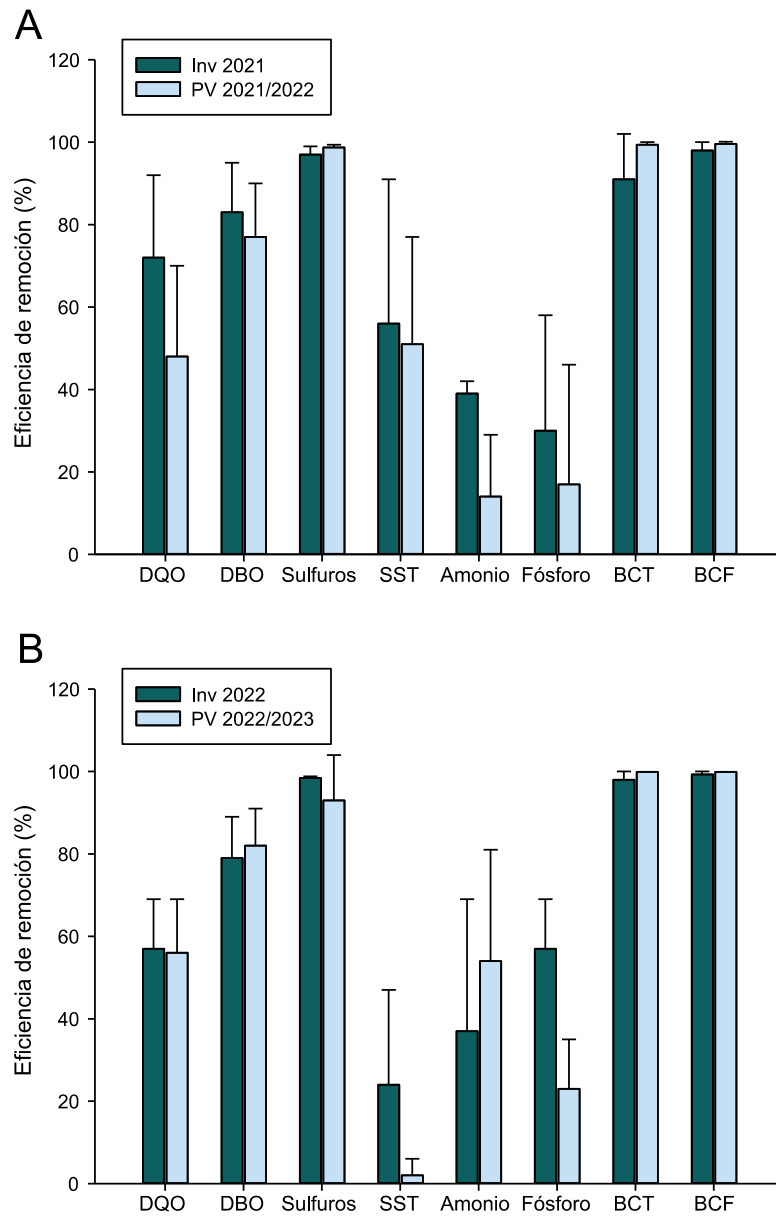 A
Inv 2021
PV 2021/2022
Eficiencia de remoción (%)
120
100
80
60
40
20
0
DQO DBO Sulfuros SST Amonio Fósforo BCT BCF
B
Inv 2022
PV 2022/2023
Eficiencia de remoción (%)
120
100
80
60
40
20
0
DQO DBO Sulfuros SST Amonio Fósforo BCT BCF